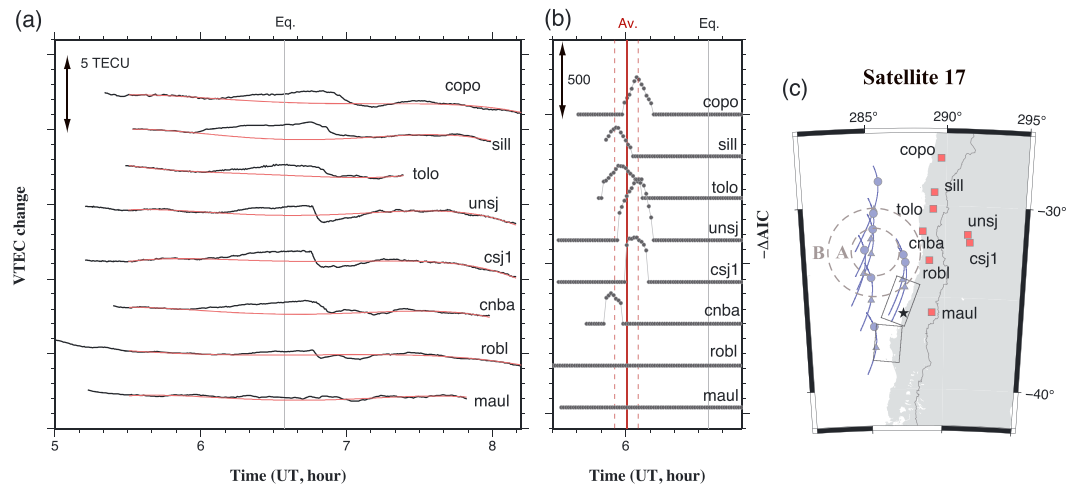 (a)
Eq.
5 TECU
copo
sill
tolo
unsj
csj1
cnba
robl
maul
VTEC change
5
6
7
8
Time (UT, hour)
(b)
Av.
Eq.
500
copo
sill
tolo
unsj
csj1
cnba
robl
maul
−ΔAIC
6
Time (UT, hour)
Satellite 17
(c)
285°
290°
295°
copo
sill
tolo
unsj
cnba
csj1
robl
maul
B
A
−30°
−40°